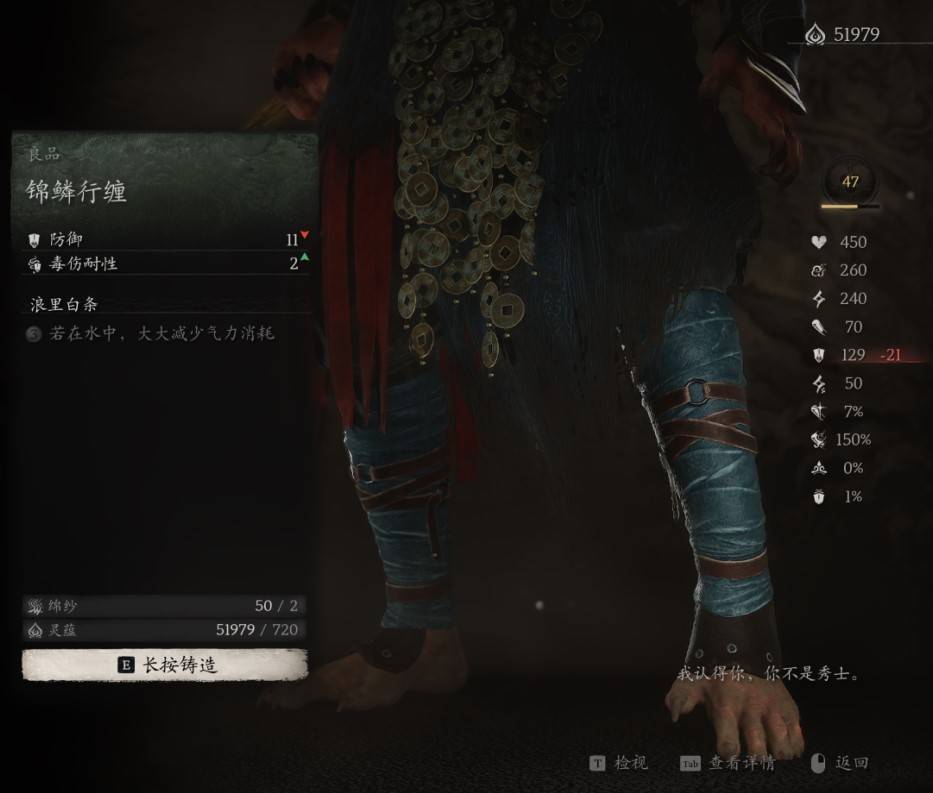 51979
良品
锦鳞行缠
防御 11
毒伤耐性 2
浪里白条
3 若在水中，大大减少气力消耗
47
450
260
240
70
129 -21
50
7%
150%
0%
1%
绵纱 50 / 2
灵蕴 51979 / 720
E 长按铸造
我认得你，你不是秀士。
T 检视 Tab 查看详情 返回